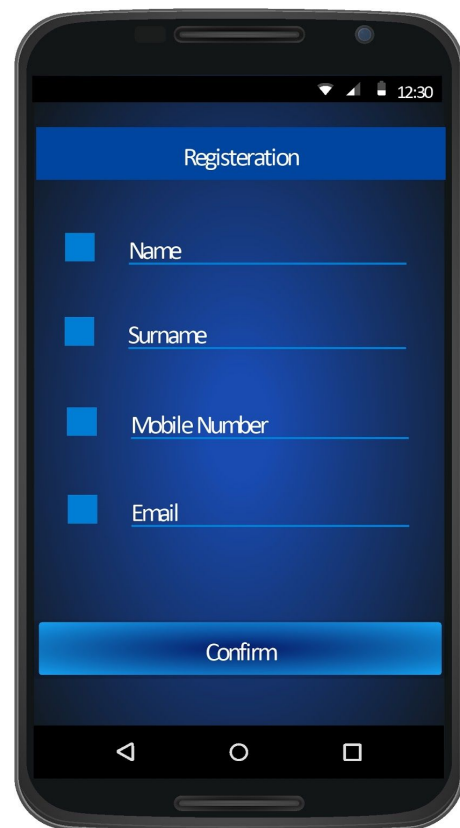 12:30
Registeration
Name
Surname
Mobile Number
Email
Confirm